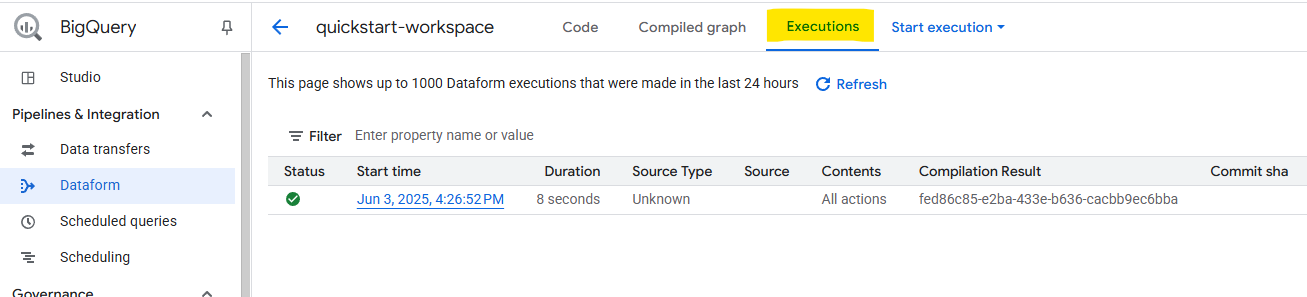 BigQuery
quickstart-workspace Code Compiled graph Executions Start execution
Studio
Pipelines & Integration
Data transfers
Dataform
Scheduled queries
Scheduling
Governance
This page shows up to 1000 Dataform executions that were made in the last 24 hours Refresh
Filter Enter property name or value
Status Start time Duration Source Type Source Contents Compilation Result Commit sha
Jun 3, 2025, 4:26:52 PM 8 seconds Unknown All actions fed86c85-e2ba-433e-b636-cacbb9ec6bba